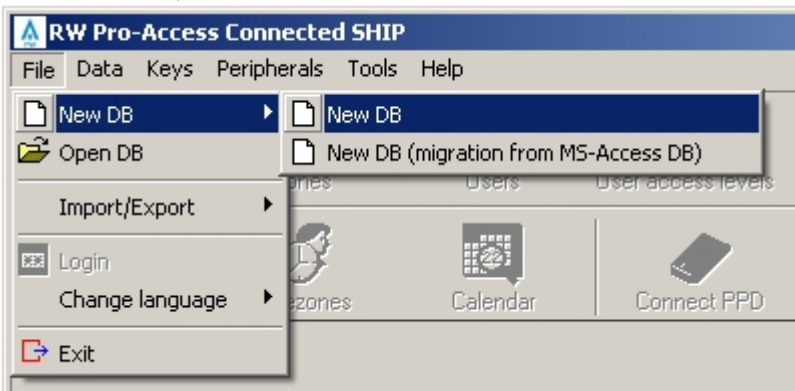 RW Pro-Access Connected SHIP
File Data Keys Peripherals Tools Help
New DB
New DB
Open DB
New DB (migration from MS-Access DB)
Users
User access levels
Import/Export
Login
Change language
Calendar
Connect PPD
Exit